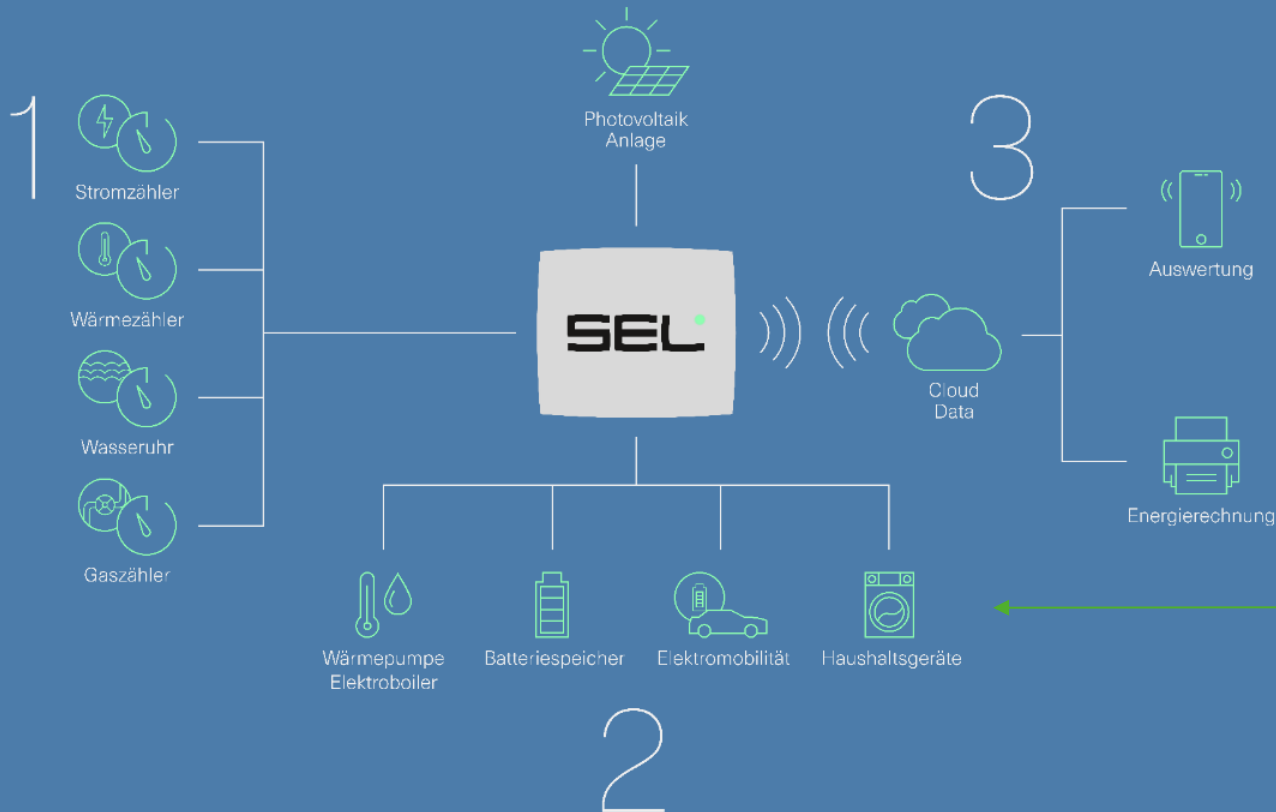 1
Stromzähler
Wärmezähler
Wasseruhr
Gaszähler
Photovoltaik
Anlage
SEL
Wärmepumpe
Elektroboiler
Batteriespeicher
Elektromobilität
Haushaltsgeräte
2
3
Cloud
Data
Auswertung
Energierechnung